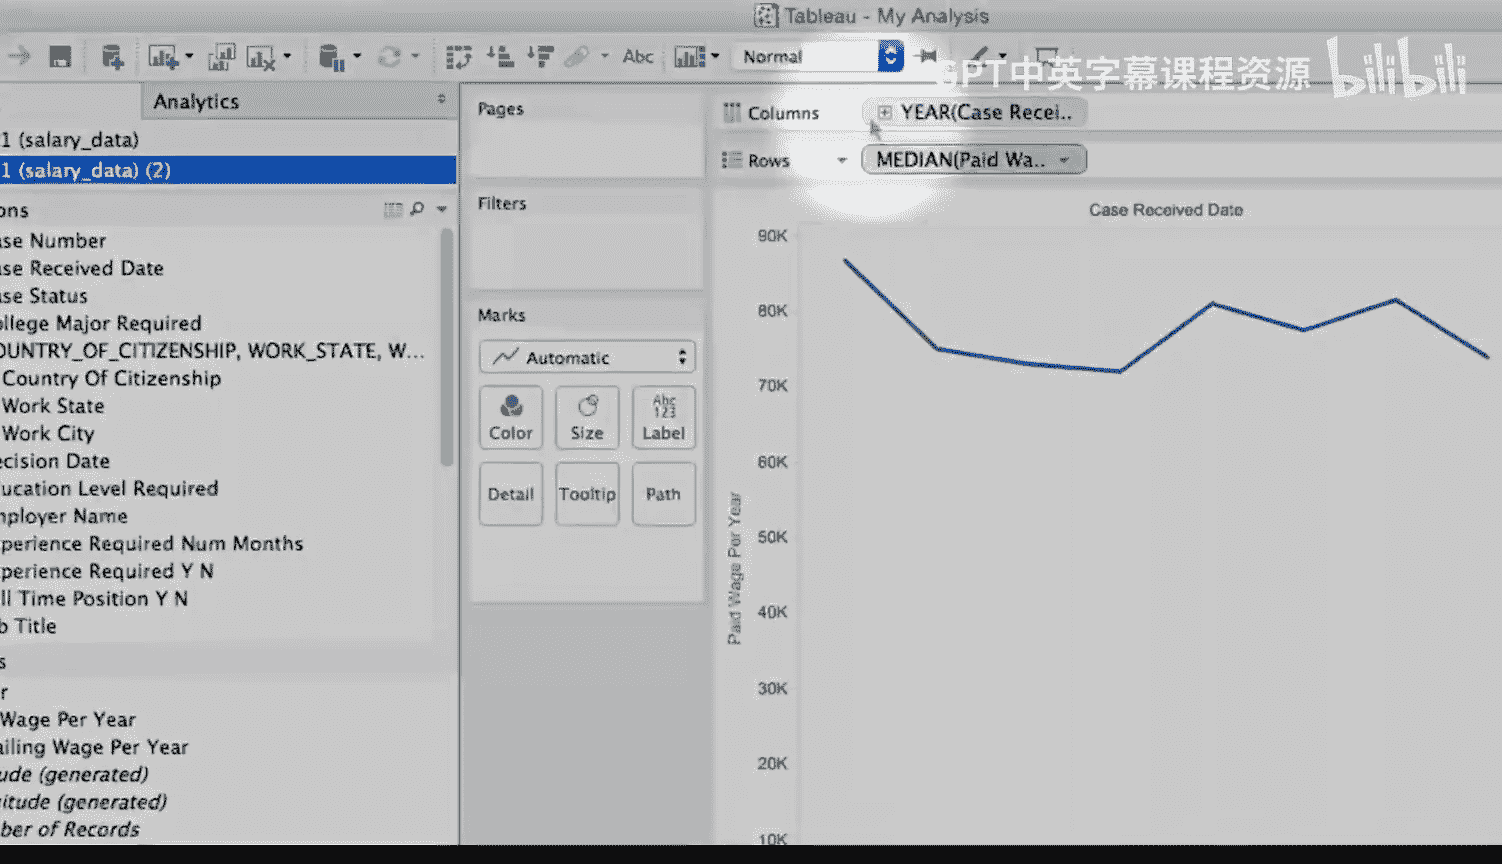 Tableau - My Analysis
Abc
Normal
GPT中英字幕课程资源
bilibili
Analytics
1 (salary_data)
1 (salary_data) (2)
ons
ase Number
ase Received Date
ase Status
ollege Major Required
OUNTRY_OF_CITIZENSHIP, WORK_STATE, W...
Country Of Citizenship
Work State
Work City
ecision Date
ucation Level Required
mployer Name
perience Required Num Months
perience Required Y N
ll Time Position Y N
b Title
s
r
Wage Per Year
ailing Wage Per Year
ude (generated)
itude (generated)
ber of Records
Pages
Filters
Marks
Automatic
Color
Size
Abc
123
Label
Detail
Tooltip
Path
Columns
YEAR(Case Recei..
Rows
MEDIAN(Paid Wa..
Case Received Date
90K
80K
70K
60K
50K
40K
30K
20K
10K
Paid Wage Per Year